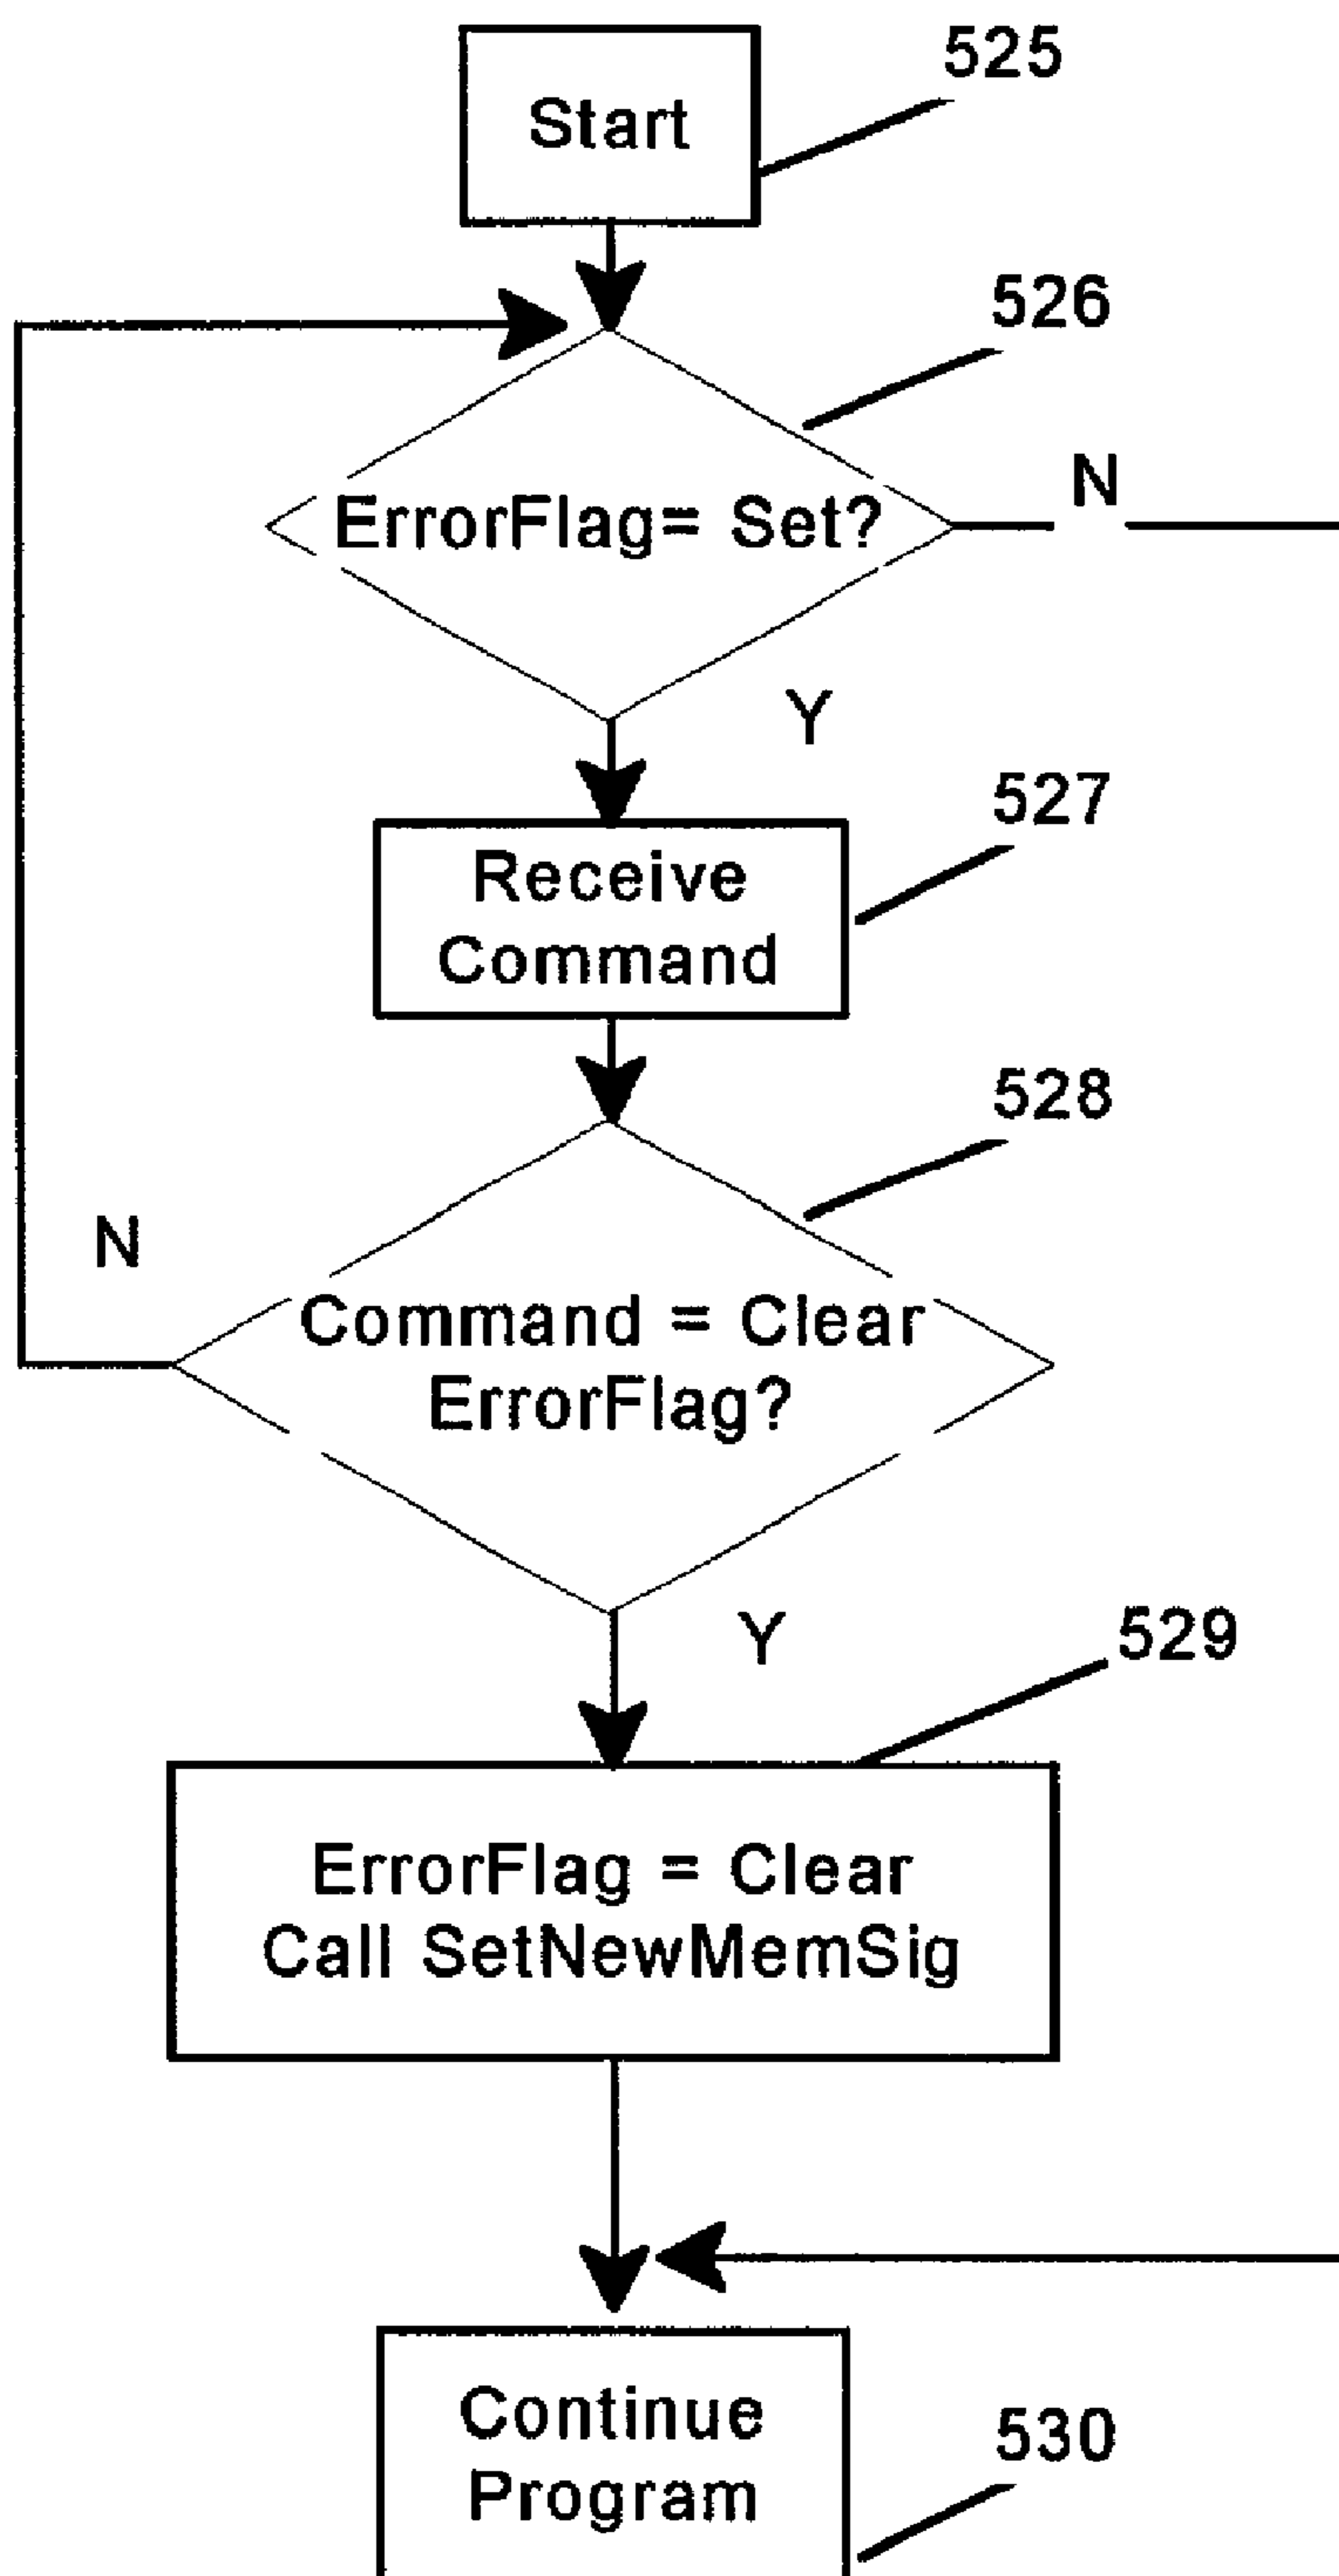 525
Start
526
ErrorFlag= Set?
N
Y
527
Receive
Command
528
N
Command = Clear
ErrorFlag?
Y
529
ErrorFlag = Clear
Call SetNewMemSig
Continue
Program
530